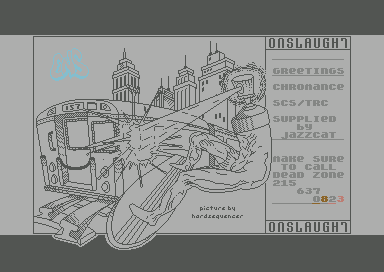 ONSLAUGHT
GREETINGS
CHRONANCE
SCS/TRC
SUPPLIED
by
JAZZCAT
MAKE SURE
TO CALL
DEAD ZONE
215
637
0823
ONSLAUGHT
157
picture by
hardsequencer